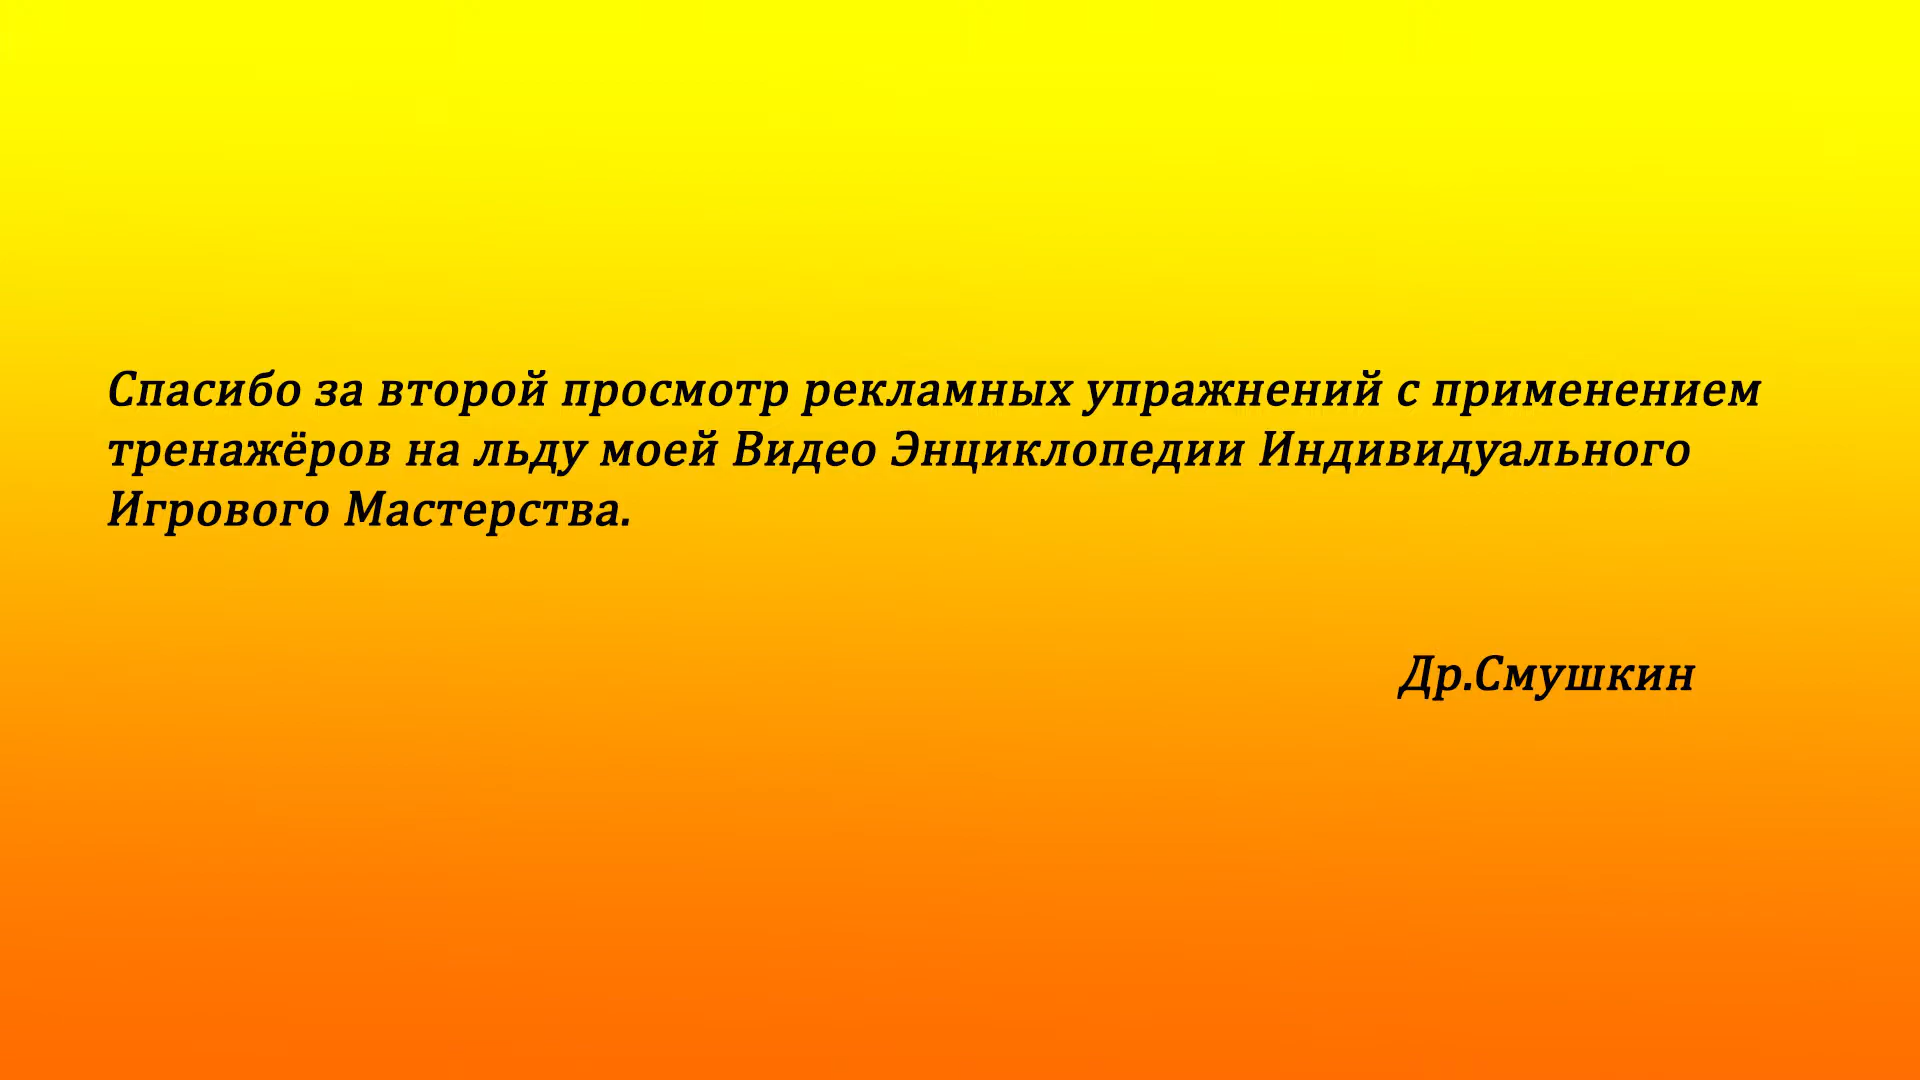 Спасибо за второй просмотр рекламных упражнений с применением
тренажёров на льду моей Видео Энциклопедии Индивидуального
Игрового Мастерства.
Др.Смушкин